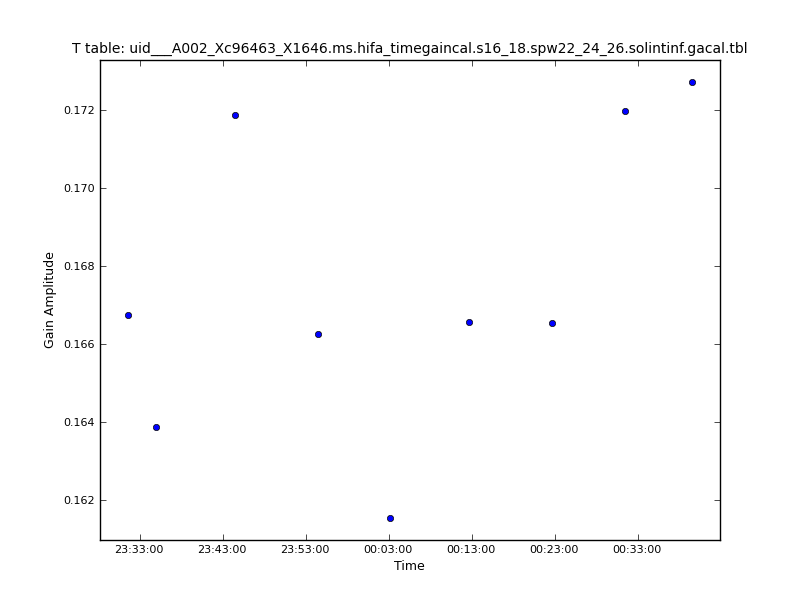 T table: uid___A002_Xc96463_X1646.ms.hifa_timegaincal.s16_18.spw22_24_26.solintinf.gacal.tbl
Gain Amplitude
0.172
0.170
0.168
0.166
0.164
0.162
23:33:00 23:43:00 23:53:00 00:03:00 00:13:00 00:23:00 00:33:00
Time